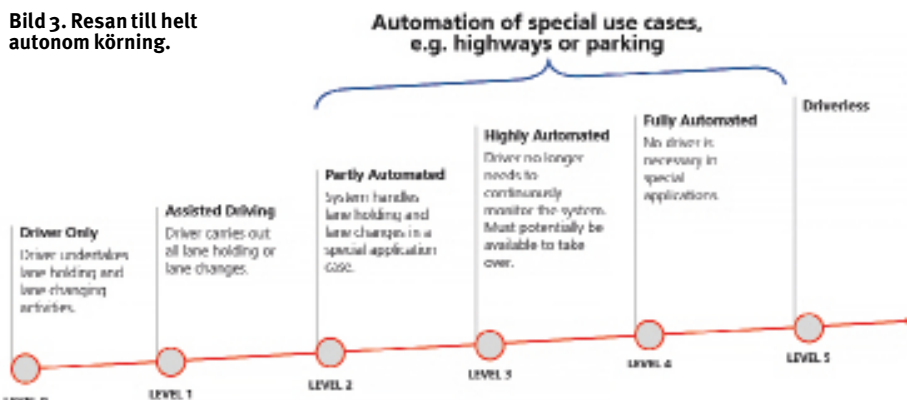 Bild 3. Resan till helt
autonom körning.
Automation of special use cases,
e.g. highways or parking
Driver Only
Driver undertakes
lane holding and
lane changing
activities.
Assisted Driving
Driver carries out
all lane holding or
lane changes.
Partly Automated
System handles
lane holding and
lane changes in a
special application
case.
Highly Automated
Driver no longer
needs to
continuously
monitor the system.
Must potentially be
available to take
over.
Fully Automated
No driver is
necessary in
special
applications.
Driverless
LEVEL 1
LEVEL 2
LEVEL 3
LEVEL 4
LEVEL 5